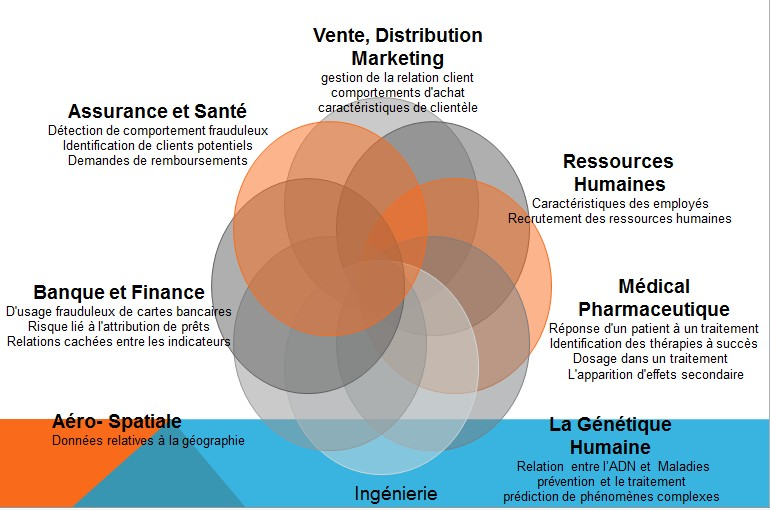 Vente, Distribution
Marketing
gestion de la relation client
comportements d'achat
caractéristiques de clientèle
Assurance et Santé
Détection de comportement frauduleux
Identification de clients potentiels
Demandes de remboursements
Ressources
Humaines
Caractéristiques des employés
Recrutement des ressources humaines
Banque et Finance
D'usage frauduleux de cartes bancaires
Risque lié à l'attribution de prêts
Relations cachées entre les indicateurs
Médical
Pharmaceutique
Réponse d'un patient à un traitement
Identification des thérapies à succès
Dosage dans un traitement
L'apparition d'effets secondaire
Aéro- Spatiale
Données relatives à la géographie
La Génétique
Humaine
Relation entre l'ADN et Maladies
prévention et le traitement
prédiction de phénomènes complexes
Ingénierie